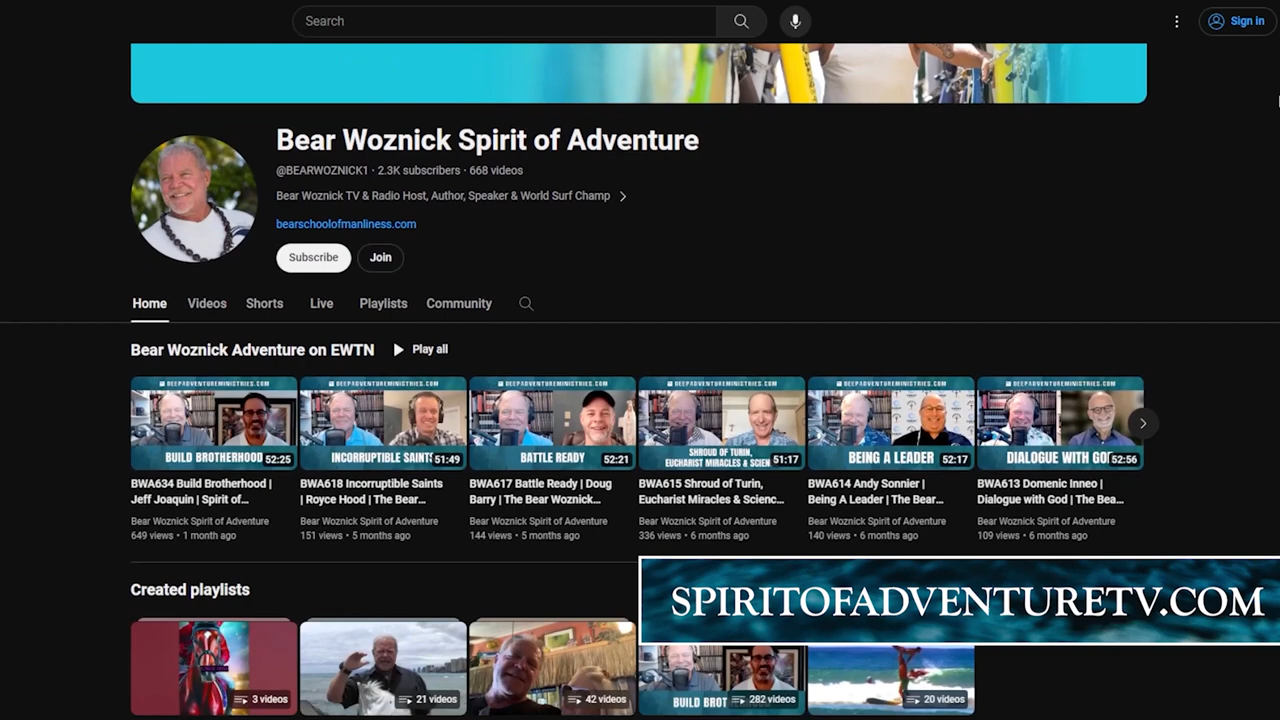 Search
Sign in
Bear Woznick Spirit of Adventure
@BEARWOZNICK1 · 2.3K subscribers · 668 videos
Bear Woznick TV & Radio Host, Author, Speaker & World Surf Champ
bearschoolofmanliness.com
Subscribe Join
Home Videos Shorts Live Playlists Community
Bear Woznick Adventure on EWTN Play all
DEEPADVENTUREMINISTRIES.COM DEEPADVENTUREMINISTRIES.COM DEEPADVENTUREMINISTRIES.COM DEEPADVENTUREMINISTRIES.COM DEEPADVENTUREMINISTRIES.COM DEEPADVENTUREMINISTRIES.COM
BUILD BROTHERHOOD 52:25 INCORRUPTIBLE SAINTS 51:49 BATTLE READY 52:21 SHROUD OF TURIN, EUCHARIST MIRACLES & SCIEN 51:17 BEING A LEADER 52:17 DIALOGUE WITH GOD 52:56
BWA634 Build Brotherhood | BWA618 Incorruptible Saints BWA617 Battle Ready | Doug BWA615 Shroud of Turin, BWA614 Andy Sonnier | BWA613 Domenic Inneo |
Jeff Joaquin | Spirit of... | Royce Hood | The Bear... Barry | The Bear Woznick... Eucharist Miracles & Scienc... Being A Leader | The Bear... Dialogue with God | The Bea...
Bear Woznick Spirit of Adventure Bear Woznick Spirit of Adventure Bear Woznick Spirit of Adventure Bear Woznick Spirit of Adventure Bear Woznick Spirit of Adventure Bear Woznick Spirit of Adventure
649 views · 1 month ago 151 views · 5 months ago 144 views · 5 months ago 336 views · 6 months ago 140 views · 6 months ago 109 views · 6 months ago
Created playlists
SPIRITOFADVENTURETV.COM
3 videos 21 videos 42 videos BUILD BROT 282 videos 20 videos